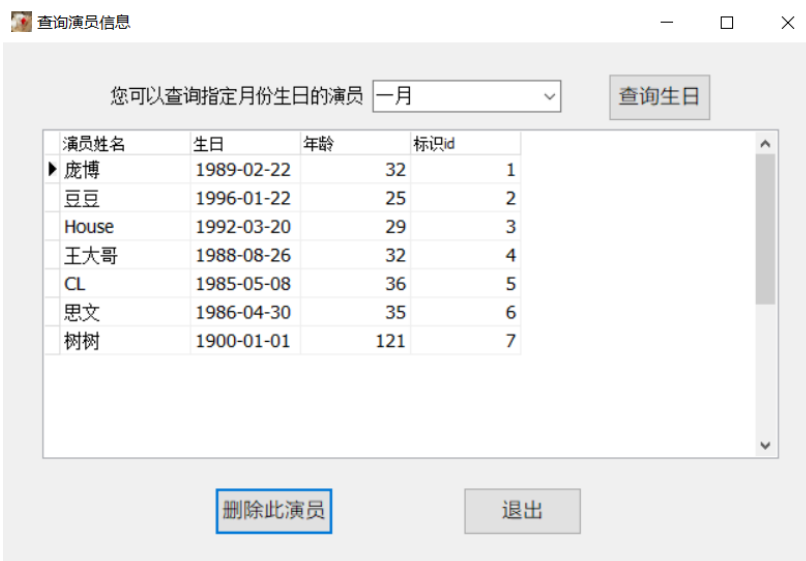 查询演员信息
您可以查询指定月份生日的演员 一月 查询生日
演员姓名 生日 年龄 标识id
庞博 1989-02-22 32 1
豆豆 1996-01-22 25 2
House 1992-03-20 29 3
王大哥 1988-08-26 32 4
CL 1985-05-08 36 5
思文 1986-04-30 35 6
树树 1900-01-01 121 7
删除此演员 退出